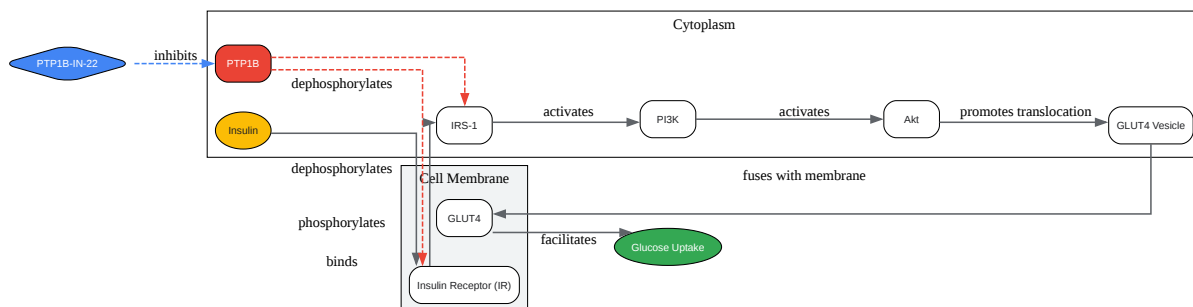 Cytoplasm
PTP1B-IN-22
inhibits
PTP1B
dephosphorylates
Insulin
IRS-1
activates
PI3K
activates
Akt
promotes translocation
GLUT4 Vesicle
dephosphorylates
Cell Membrane
fuses with membrane
GLUT4
phosphorylates
facilitates
Glucose Uptake
binds
Insulin Receptor (IR)